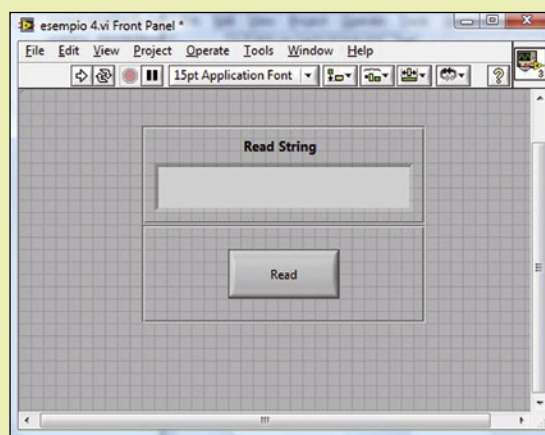 esempio 4.vi Front Panel *
File Edit View Project Operate Tools Window Help
15pt Application Font
?
3
Read String
Read